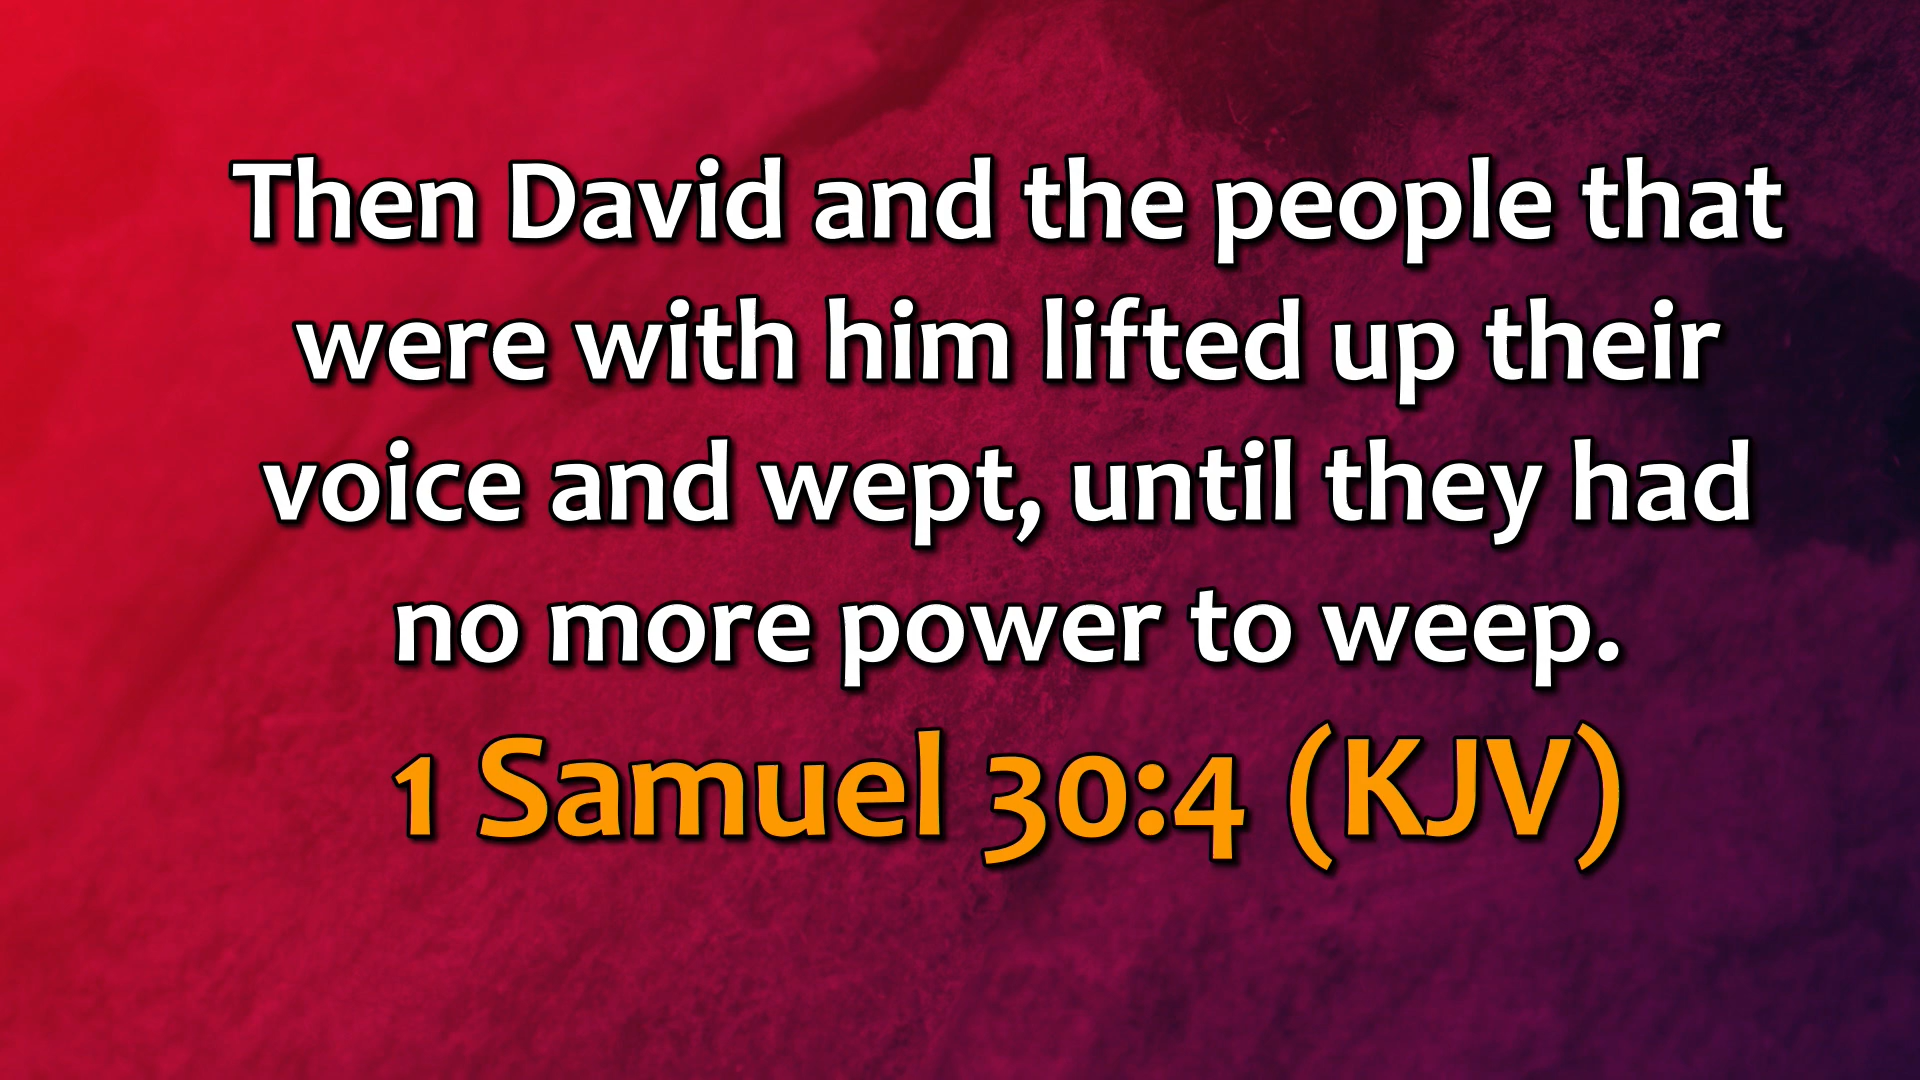 Then David and the people that
were with him lifted up their
voice and wept, until they had
no more power to weep.
1 Samuel 30:4 (KJV)